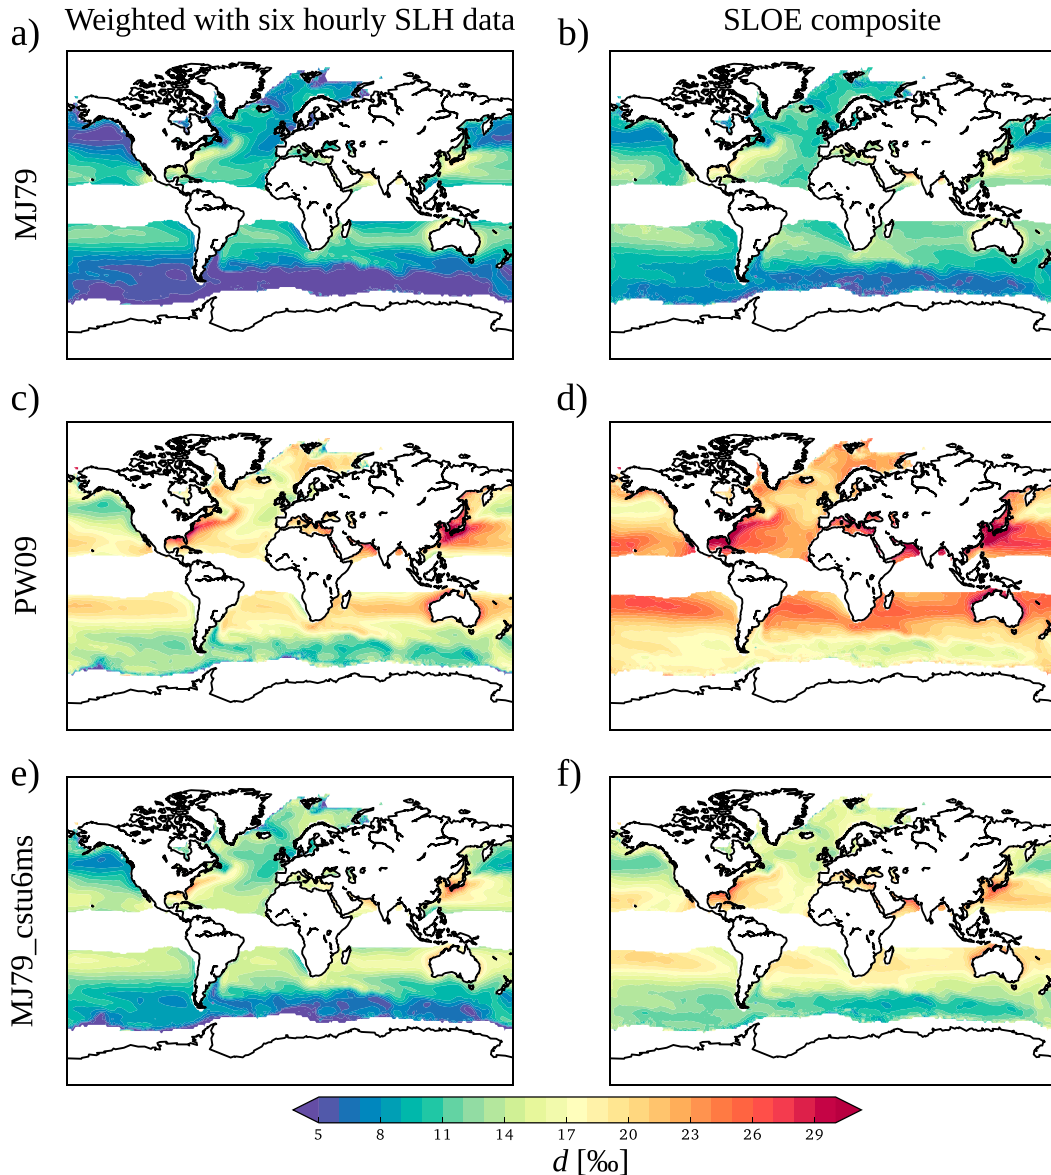 Weighted with six hourly SLH data
SLOE composite
a)
b)
MJ79
c)
d)
PW09
e)
f)
MJ79_cstu6ms
5 8 11 14 17 20 23 26 29
d [‰]